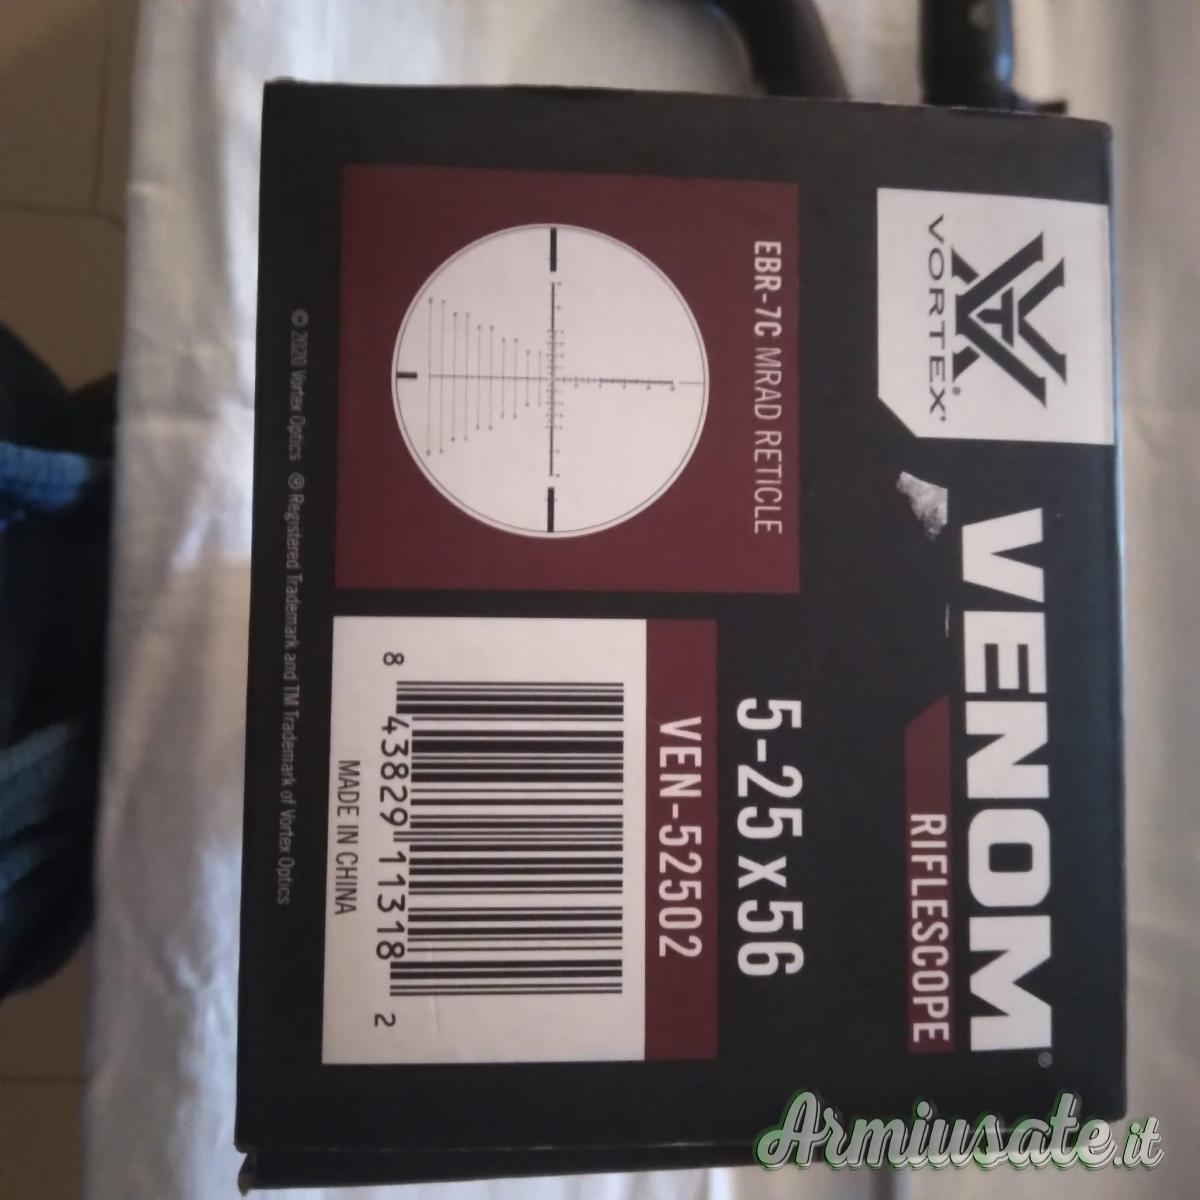 VORTEX®
VENOM®
RIFLESCOPE
EBR-7C MRAD RETICLE
5-25 x 56
VEN-52502
8 43829 11318 2
MADE IN CHINA
© 2020 Vortex Optics ® Registered Trademark and TM Trademark of Vortex Optics
Armiusate.it